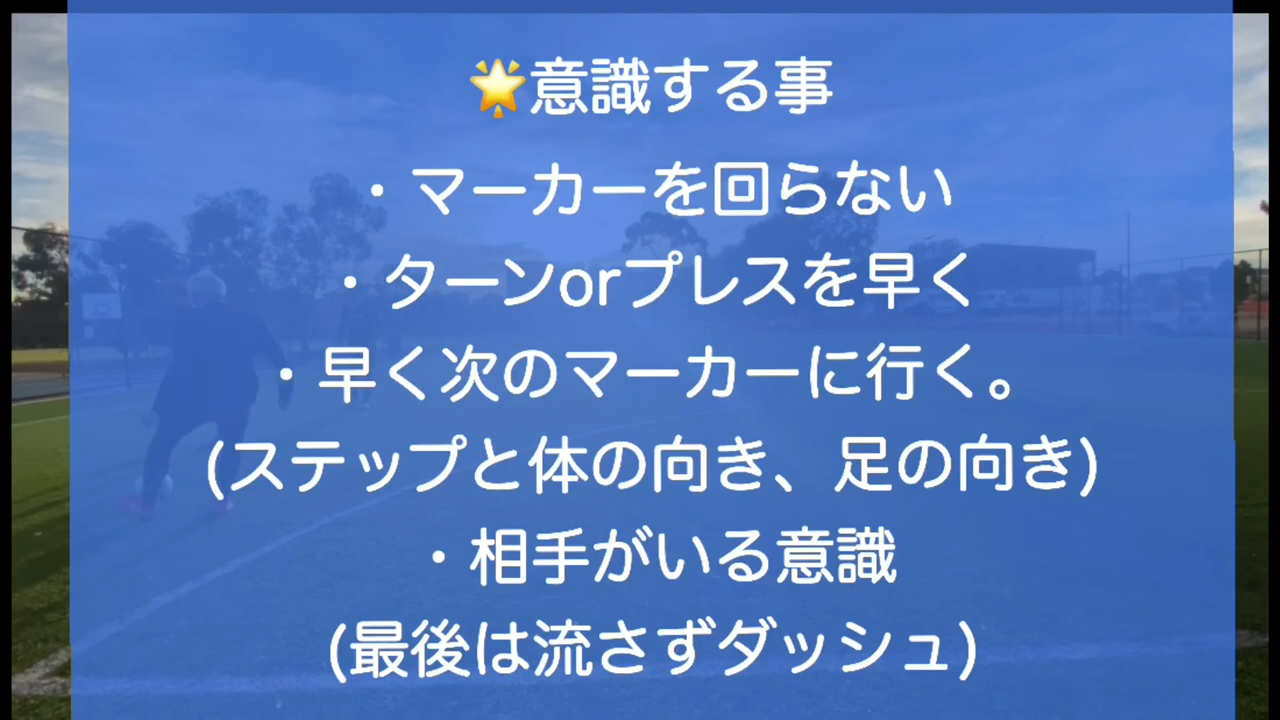 🌟意識する事
・マーカーを回らない
・ターンorプレスを早く
・早く次のマーカーに行く。
(ステップと体の向き、足の向き)
・相手がいる意識
(最後は流さずダッシュ)